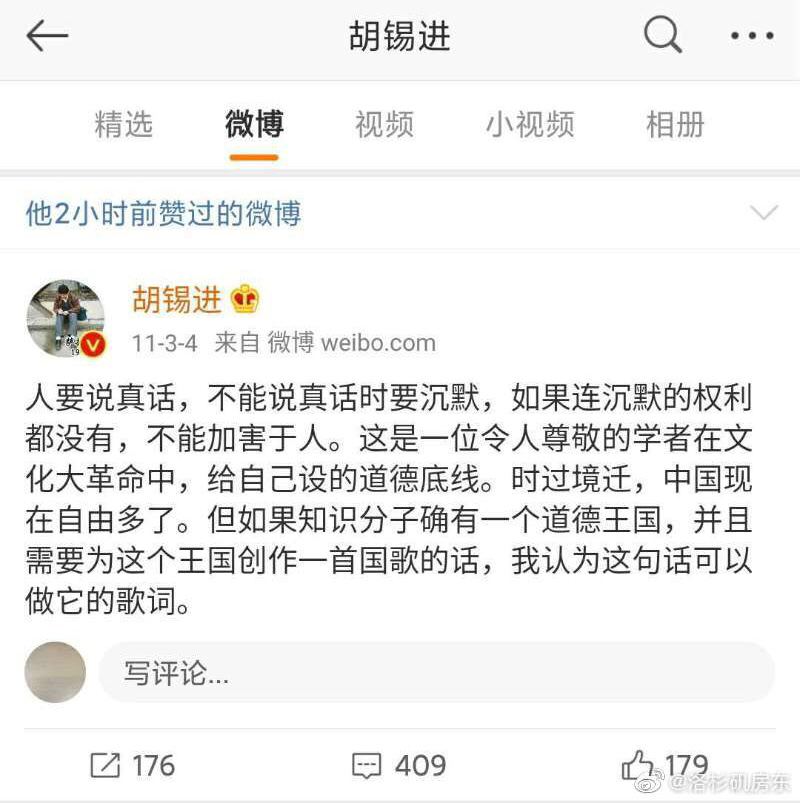 胡锡进
精选 微博 视频 小视频 相册
他2小时前赞过的微博
胡锡进
11-3-4 来自 微博 weibo.com
人要说真话，不能说真话时要沉默，如果连沉默的权利
都没有，不能加害于人。这是一位令人尊敬的学者在文
化大革命中，给自己设的道德底线。时过境迁，中国现
在自由多了。但如果知识分子确有一个道德王国，并且
需要为这个王国创作一首国歌的话，我认为这句话可以
做它的歌词。
写评论...
176 409 179
@洛杉矶房东